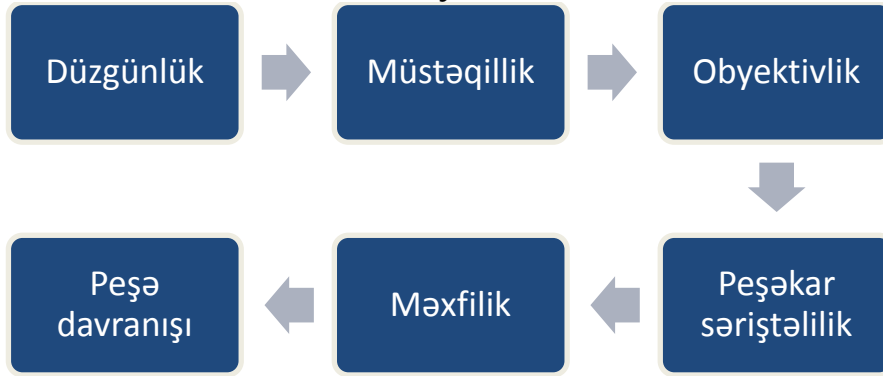 Düzgünlük
Müstəqillik
Obyektivlik
Peşəkar
səriştəlilik
Məxfilik
Peşə
davranışı